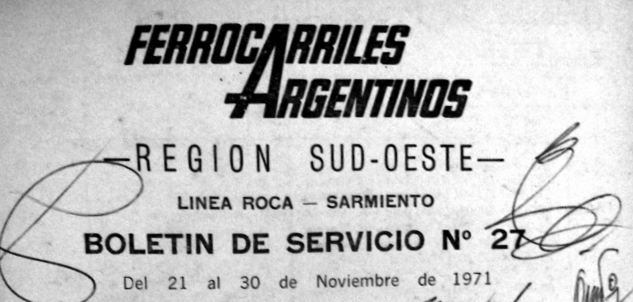 FERROCARRILES
ARGENTINOS
—REGION SUD-OESTE—
LINEA ROCA — SARMIENTO
BOLETIN DE SERVICIO Nº 27
Del 21 al 30 de Noviembre de 1971